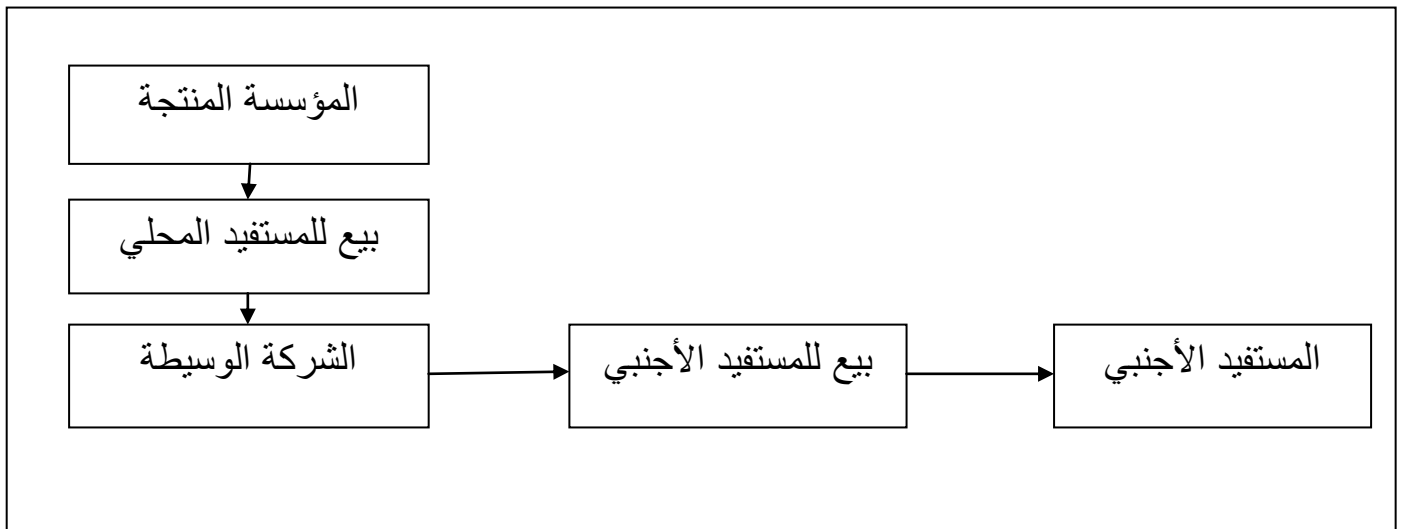 المؤسسة المنتجة
بيع للمستفيد المحلي
الشركة الوسيطة
بيع للمستفيد الأجنبي
المستفيد الأجنبي